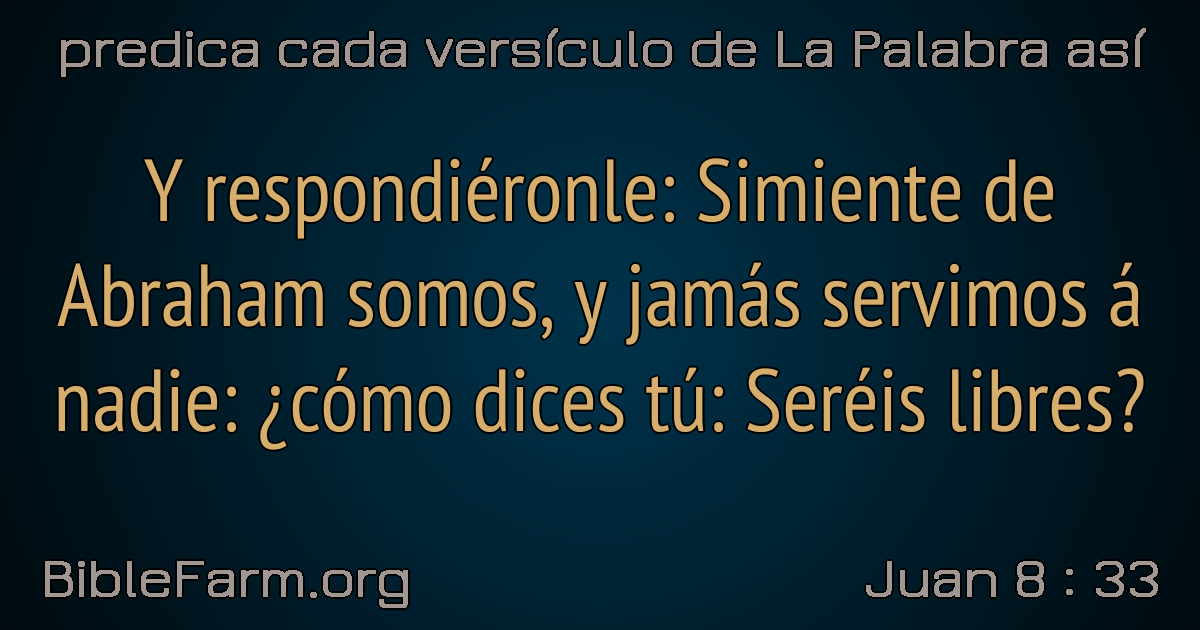 predica cada versículo de La Palabra así
Y respondiéronle: Simiente de
Abraham somos, y jamás servimos á
nadie: ¿cómo dices tú: Seréis libres?
BibleFarm.org
Juan 8 : 33